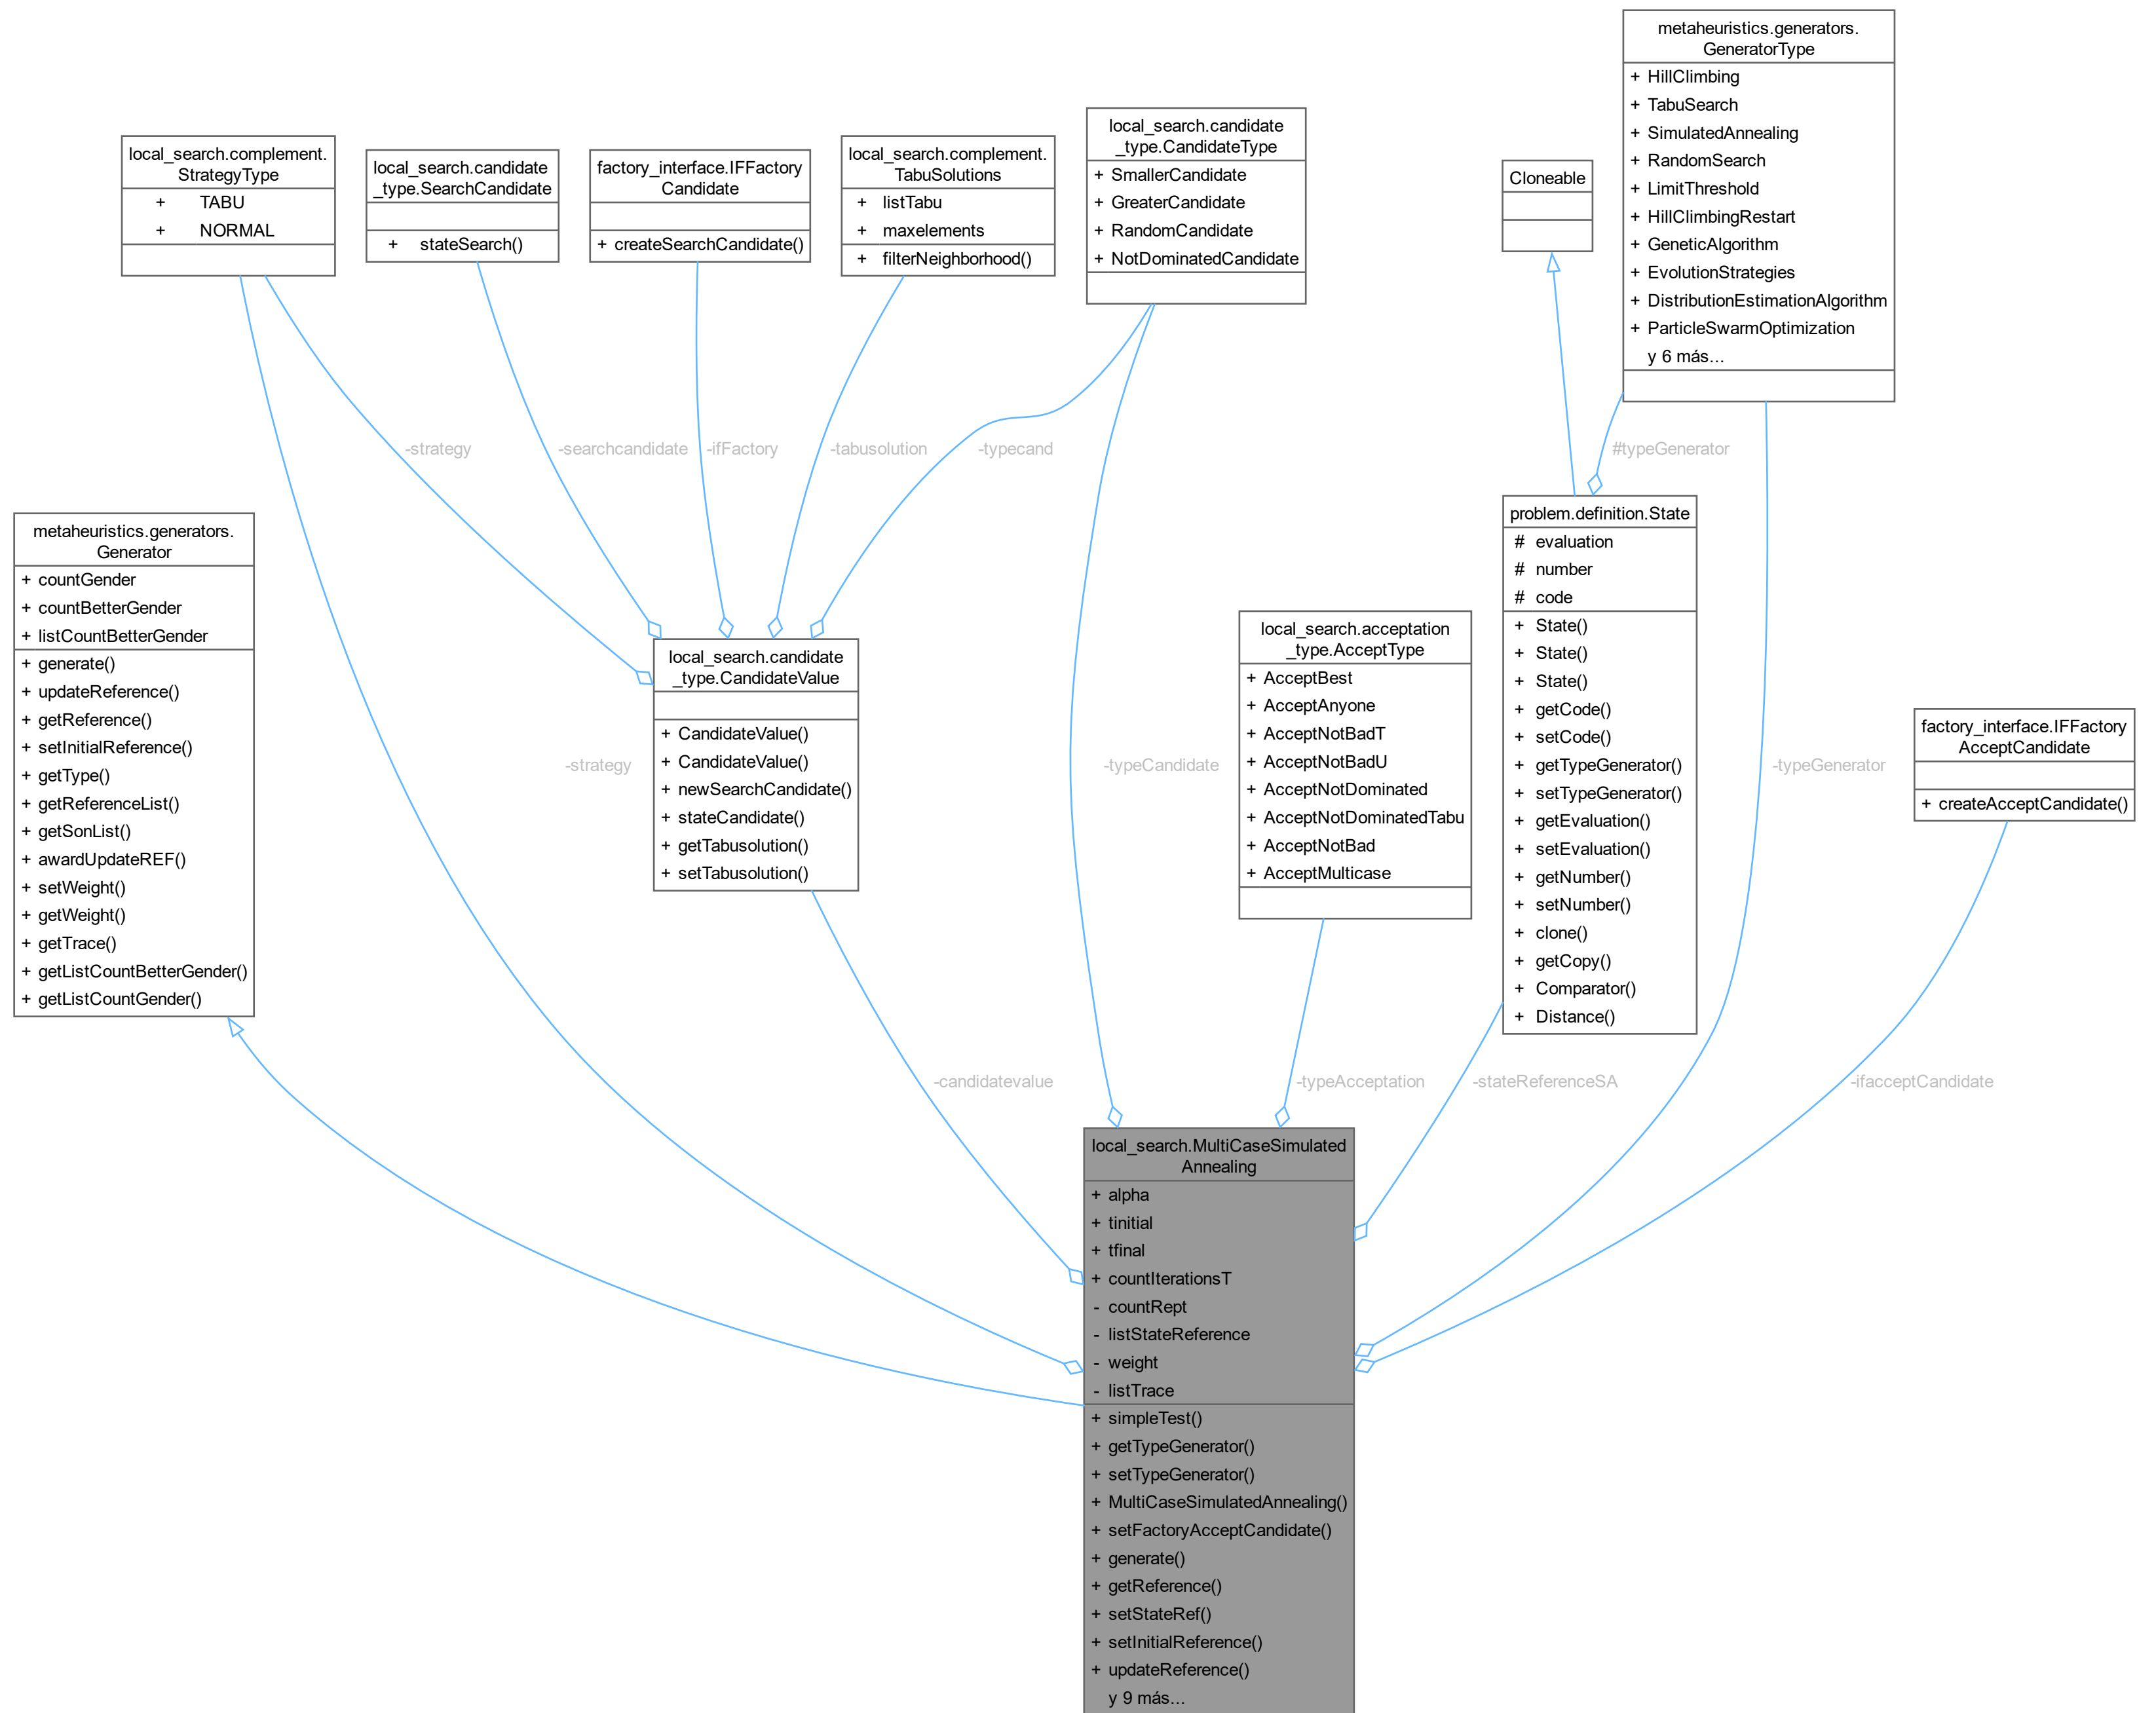 metaheuristics.generators.
GeneratorType
+ HillClimbing
+ TabuSearch
+ SimulatedAnnealing
+ RandomSearch
+ LimitThreshold
+ HillClimbingRestart
+ GeneticAlgorithm
+ EvolutionStrategies
+ DistributionEstimationAlgorithm
+ ParticleSwarmOptimization
y 6 más...
local_search.candidate
_type.CandidateType
+ SmallerCandidate
+ GreaterCandidate
+ RandomCandidate
+ NotDominatedCandidate
local_search.complement.
StrategyType
+ TABU
+ NORMAL
local_search.candidate
_type.SearchCandidate
+ stateSearch()
factory_interface.IFFactory
Candidate
+ createSearchCandidate()
local_search.complement.
TabuSolutions
+ listTabu
+ maxelements
+ filterNeighborhood()
Cloneable
-strategy
-searchcandidate
-ifFactory
-tabusolution
-typecand
#typeGenerator
metaheuristics.generators.
Generator
+ countGender
+ countBetterGender
+ listCountBetterGender
+ generate()
+ updateReference()
+ getReference()
+ setInitialReference()
+ getType()
+ getReferenceList()
+ getSonList()
+ awardUpdateREF()
+ setWeight()
+ getWeight()
+ getTrace()
+ getListCountBetterGender()
+ getListCountGender()
local_search.candidate
_type.CandidateValue
+ CandidateValue()
+ CandidateValue()
+ newSearchCandidate()
+ stateCandidate()
+ getTabusolution()
+ setTabusolution()
local_search.acceptation
_type.AcceptType
+ AcceptBest
+ AcceptAnyone
+ AcceptNotBadT
+ AcceptNotBadU
+ AcceptNotDominated
+ AcceptNotDominatedTabu
+ AcceptNotBad
+ AcceptMulticase
problem.definition.State
# evaluation
# number
# code
+ State()
+ State()
+ State()
+ getCode()
+ setCode()
+ getTypeGenerator()
+ setTypeGenerator()
+ getEvaluation()
+ setEvaluation()
+ getNumber()
+ setNumber()
+ clone()
+ getCopy()
+ Comparator()
+ Distance()
factory_interface.IFFactory
AcceptCandidate
+ createAcceptCandidate()
-strategy
-typeCandidate
-typeGenerator
-candidatevalue
-typeAcceptation
-stateReferenceSA
-ifacceptCandidate
local_search.MultiCaseSimulated
Annealing
+ alpha
+ tinitial
+ tfinal
+ countIterationsT
- countRept
- listStateReference
- weight
- listTrace
+ simpleTest()
+ getTypeGenerator()
+ setTypeGenerator()
+ MultiCaseSimulatedAnnealing()
+ setFactoryAcceptCandidate()
+ generate()
+ getReference()
+ setStateRef()
+ setInitialReference()
+ updateReference()
y 9 más...